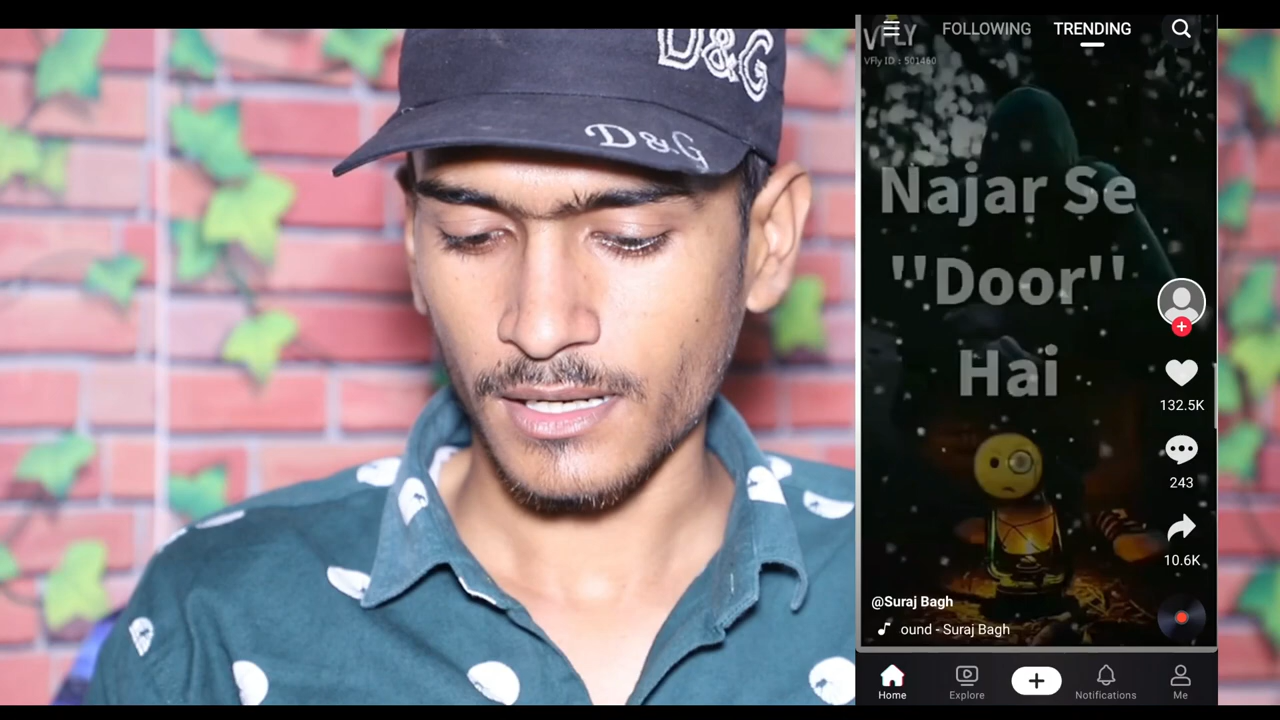 D&G
D&G
FOLLOWING
TRENDING
VFLY
VFly ID : 501460
Najar Se
"Door"
Hai
132.5K
243
10.6K
@Suraj Bagh
ound - Suraj Bagh
Home
Explore
Notifications
Me